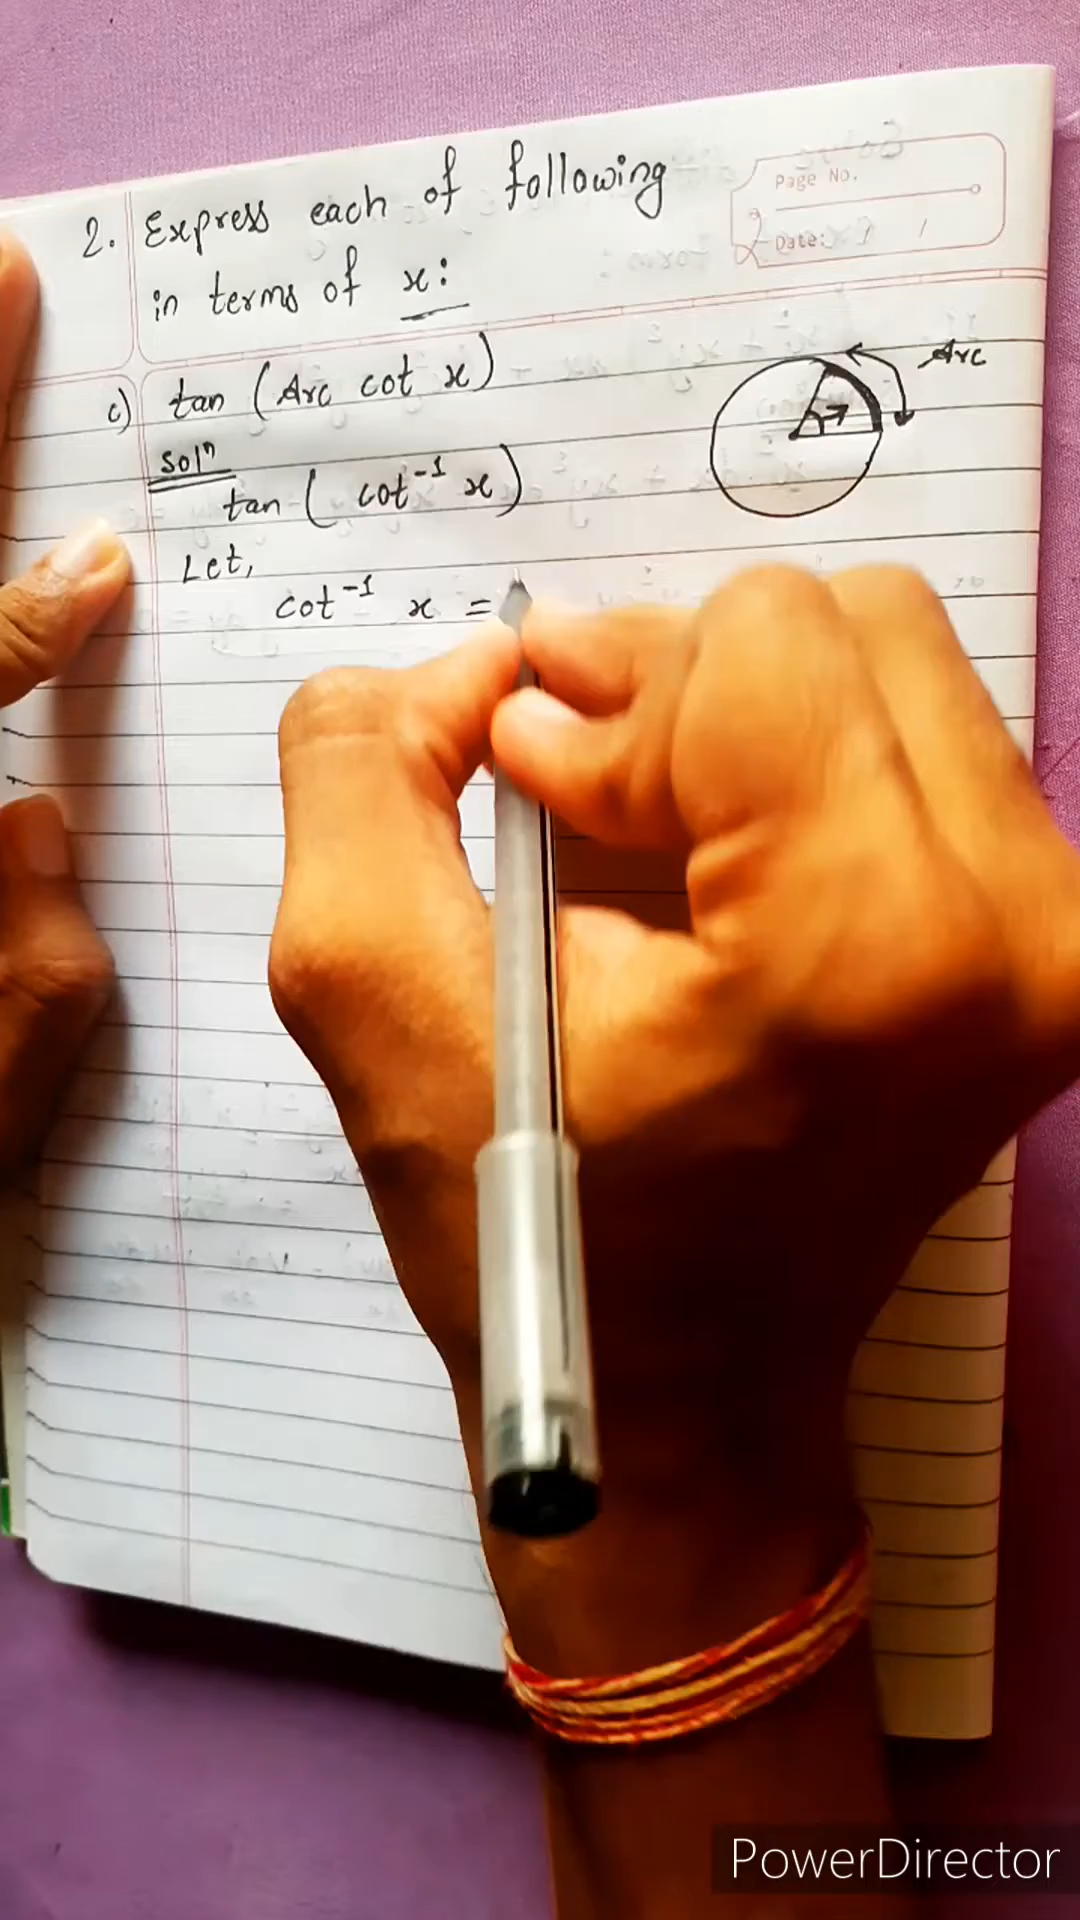 2. Express each of following
in terms of x:
Page No.
Date: / /
c) tan (Arc cot x)
Arc
Solⁿ
tan ( cot⁻¹ x )
Let,
cot⁻¹ x =
PowerDirector